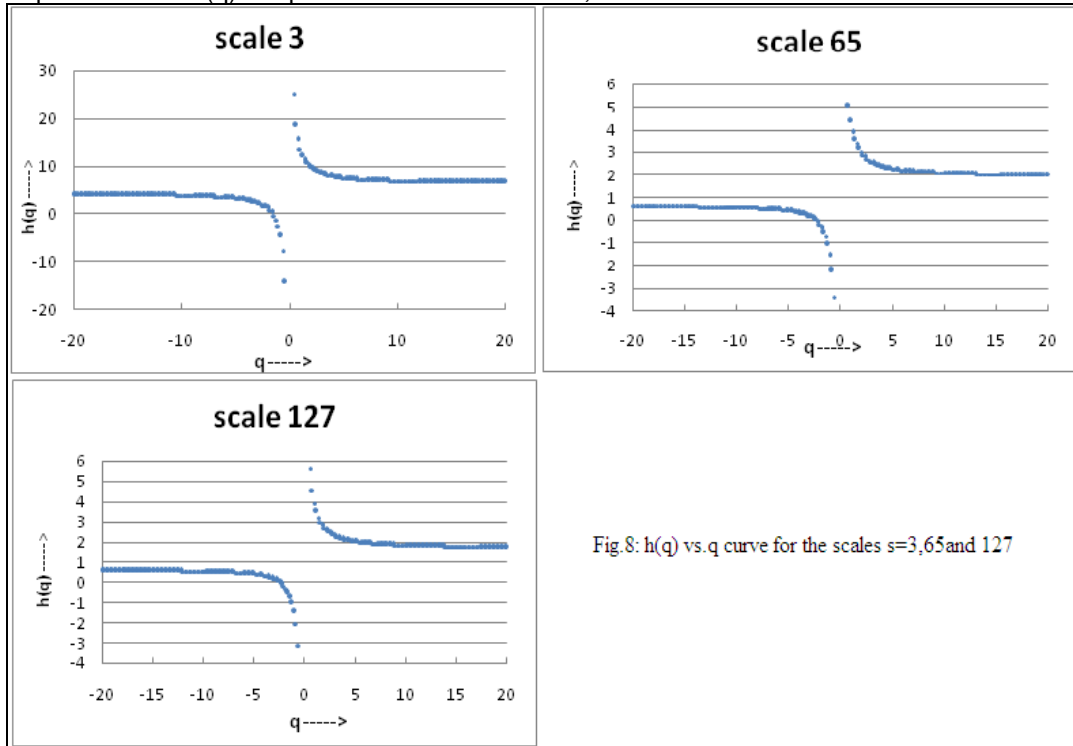 scale 3
30
20
10
0
-10
-20
h(q) ----->
-20 -10 0 10 20
q----->
scale 65
6
5
4
3
2
1
0
-1
2
-3
-4
h(q) ----->
-20 -15 -10 -5 0 5 10 15 20
q----->
scale 127
6
5
4
3
2
1
0
-1
-2
-3
-4
h(q) ----->
-20 -15 -10 -5 0 5 10 15 20
q----->
Fig.8: h(q) vs.q curve for the scales s=3,65and 127